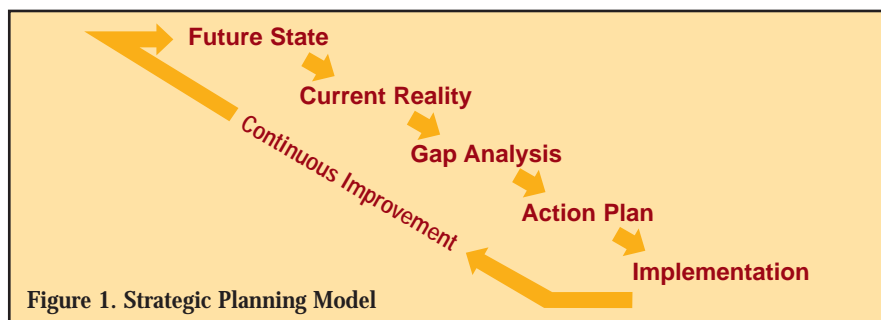 Future State
Current Reality
Gap Analysis
Action Plan
Implementation
Continuous Improvement
Figure 1. Strategic Planning Model